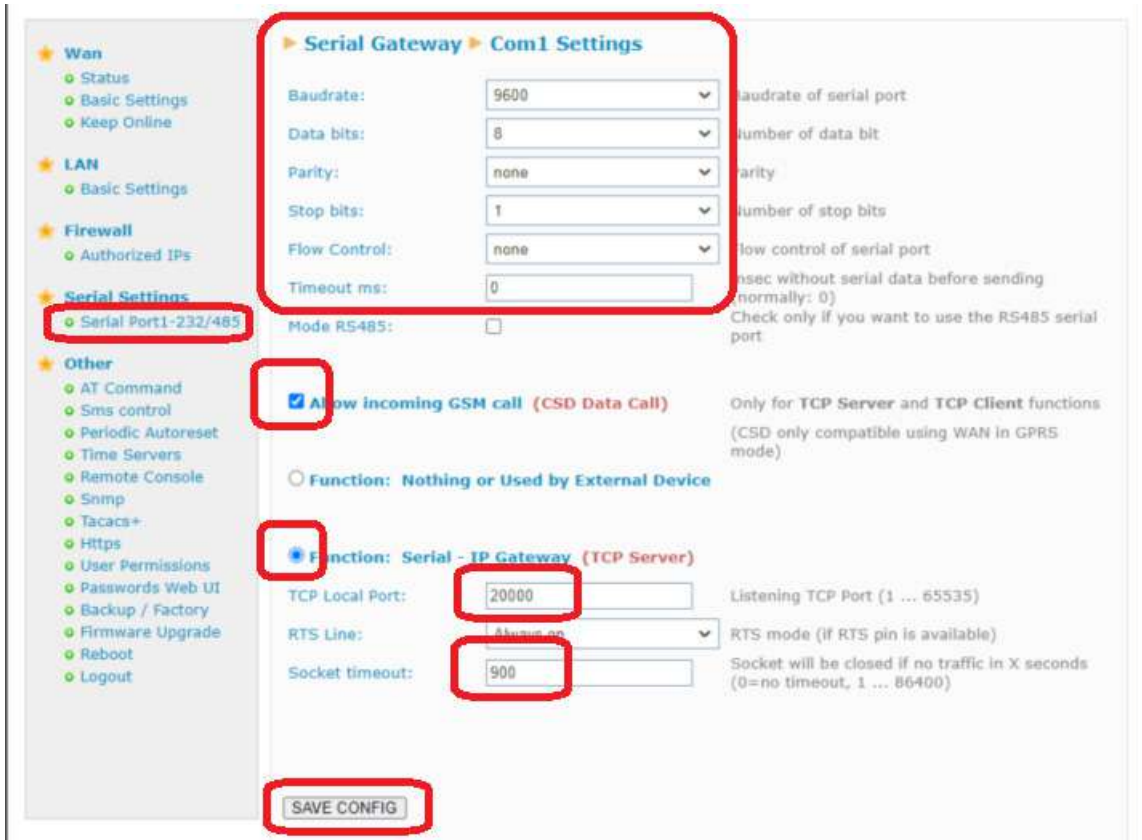 Wan
Status
Basic Settings
Keep Online
LAN
Basic Settings
Firewall
Authorized IPs
Serial Settings
Serial Port1-232/485
Other
AT Command
Sms control
Periodic Autoreset
Time Servers
Remote Console
Snmp
Tacacs+
Https
User Permissions
Passwords Web UI
Backup / Factory
Firmware Upgrade
Reboot
Logout
Serial Gateway Com1 Settings
Baudrate: 9600 Baudrate of serial port
Data bits: 8 Number of data bit
Parity: none Parity
Stop bits: 1 Number of stop bits
Flow Control: none Flow control of serial port
Timeout ms: 0 msec without serial data before sending
(normally: 0)
Mode RS485: Check only if you want to use the RS485 serial
port
Allow incoming GSM call (CSD Data Call) Only for TCP Server and TCP Client functions
(CSD only compatible using WAN in GPRS
mode)
Function: Nothing or Used by External Device
Function: Serial - IP Gateway (TCP Server)
TCP Local Port: 20000 Listening TCP Port (1 ... 65535)
RTS Line: Always on RTS mode (if RTS pin is available)
Socket timeout: 900 Socket will be closed if no traffic in X seconds
(0=no timeout, 1 ... 86400)
SAVE CONFIG